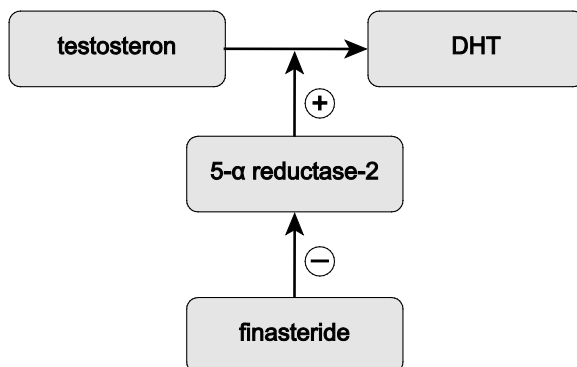 testosteron
DHT
+
5-α reductase-2
−
finasteride